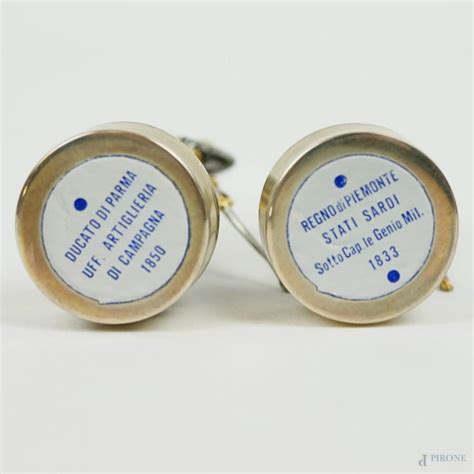 DUCATO DI PARMA
UFF. ARTIGLIERIA
DI CAMPAGNA
1850
REGNO di PIEMONTE
STATI SARDI
Sotto Cap. le Genio Mil.
1833
PIRONE